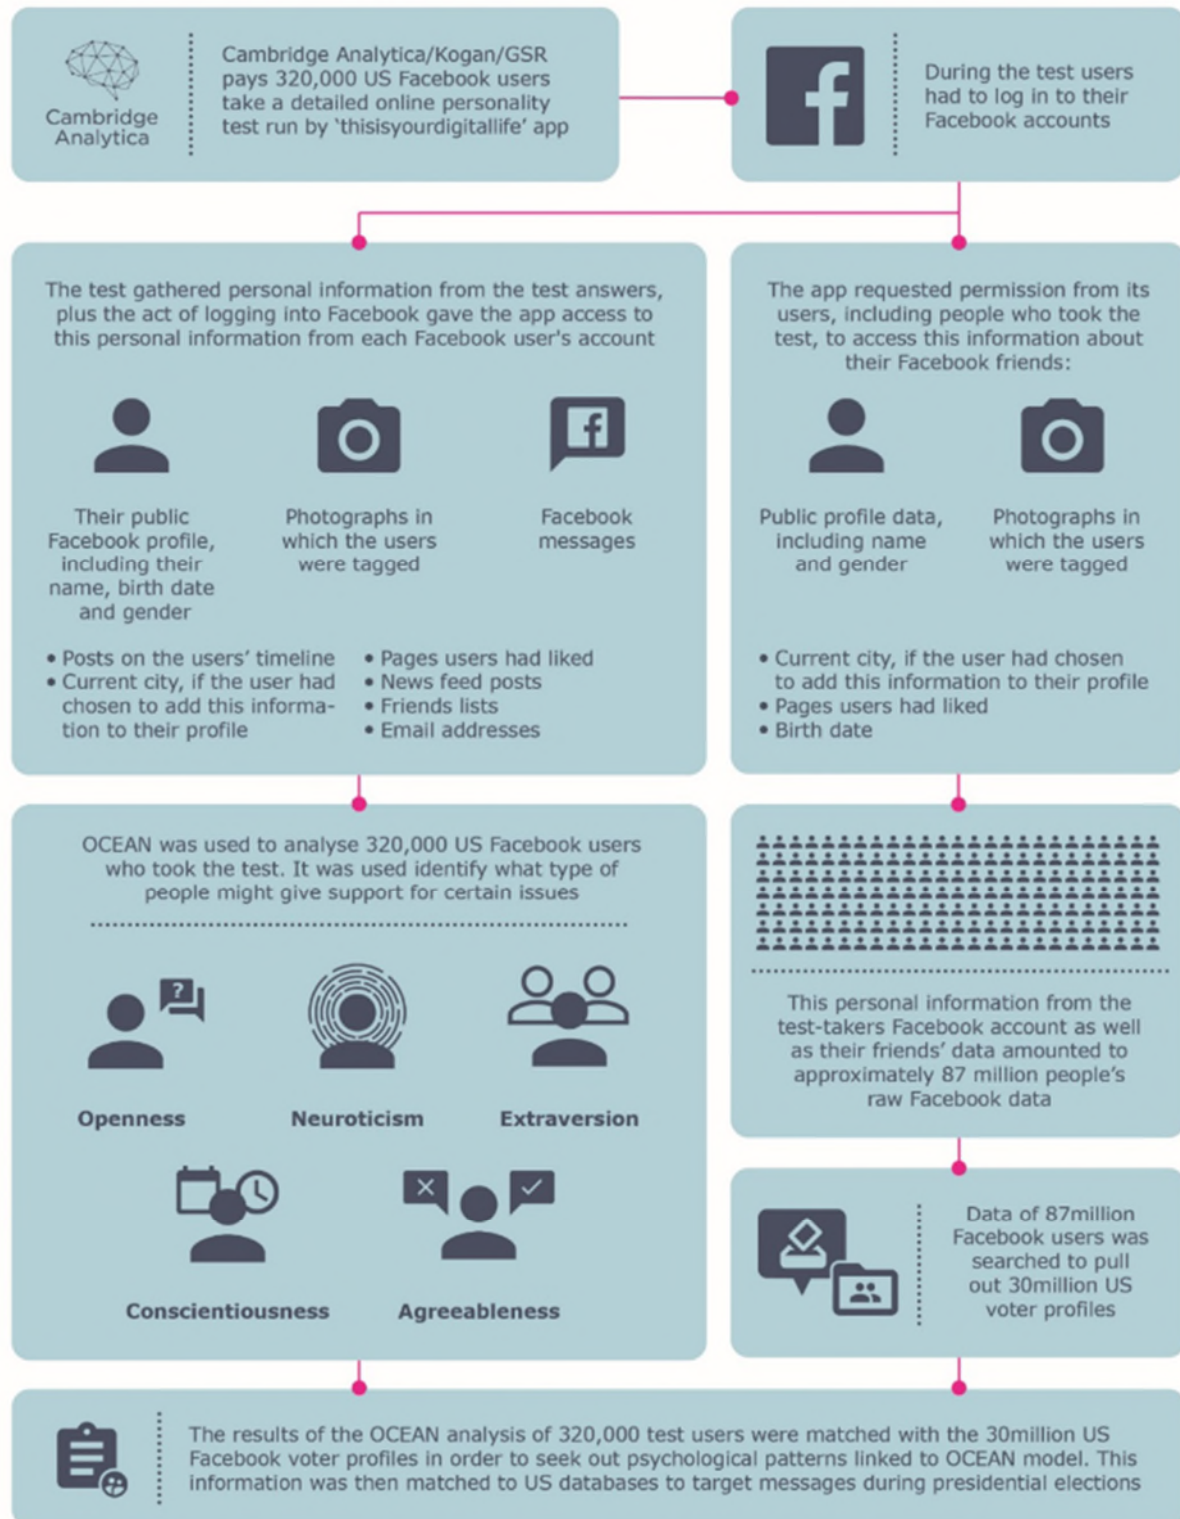 Cambridge
Analytica
Cambridge Analytica/Kogan/GSR
pays 320,000 US Facebook users
take a detailed online personality
test run by ‘thisisyourdigitallife’ app
f
During the test users
had to log in to their
Facebook accounts
The test gathered personal information from the test answers,
plus the act of logging into Facebook gave the app access to
this personal information from each Facebook user's account
Their public
Facebook profile,
including their
name, birth date
and gender
Photographs in
which the users
were tagged
f
Facebook
messages
• Posts on the users’ timeline
• Current city, if the user had
chosen to add this informa-
tion to their profile
• Pages users had liked
• News feed posts
• Friends lists
• Email addresses
The app requested permission from its
users, including people who took the
test, to access this information about
their Facebook friends:
Public profile data,
including name
and gender
Photographs in
which the users
were tagged
• Current city, if the user had chosen
to add this information to their profile
• Pages users had liked
• Birth date
OCEAN was used to analyse 320,000 US Facebook users
who took the test. It was used identify what type of
people might give support for certain issues
?
Openness
Neuroticism
Extraversion
Conscientiousness
Agreeableness
This personal information from the
test-takers Facebook account as well
as their friends’ data amounted to
approximately 87 million people’s
raw Facebook data
Data of 87million
Facebook users was
searched to pull
out 30million US
voter profiles
The results of the OCEAN analysis of 320,000 test users were matched with the 30million US
Facebook voter profiles in order to seek out psychological patterns linked to OCEAN model. This
information was then matched to US databases to target messages during presidential elections